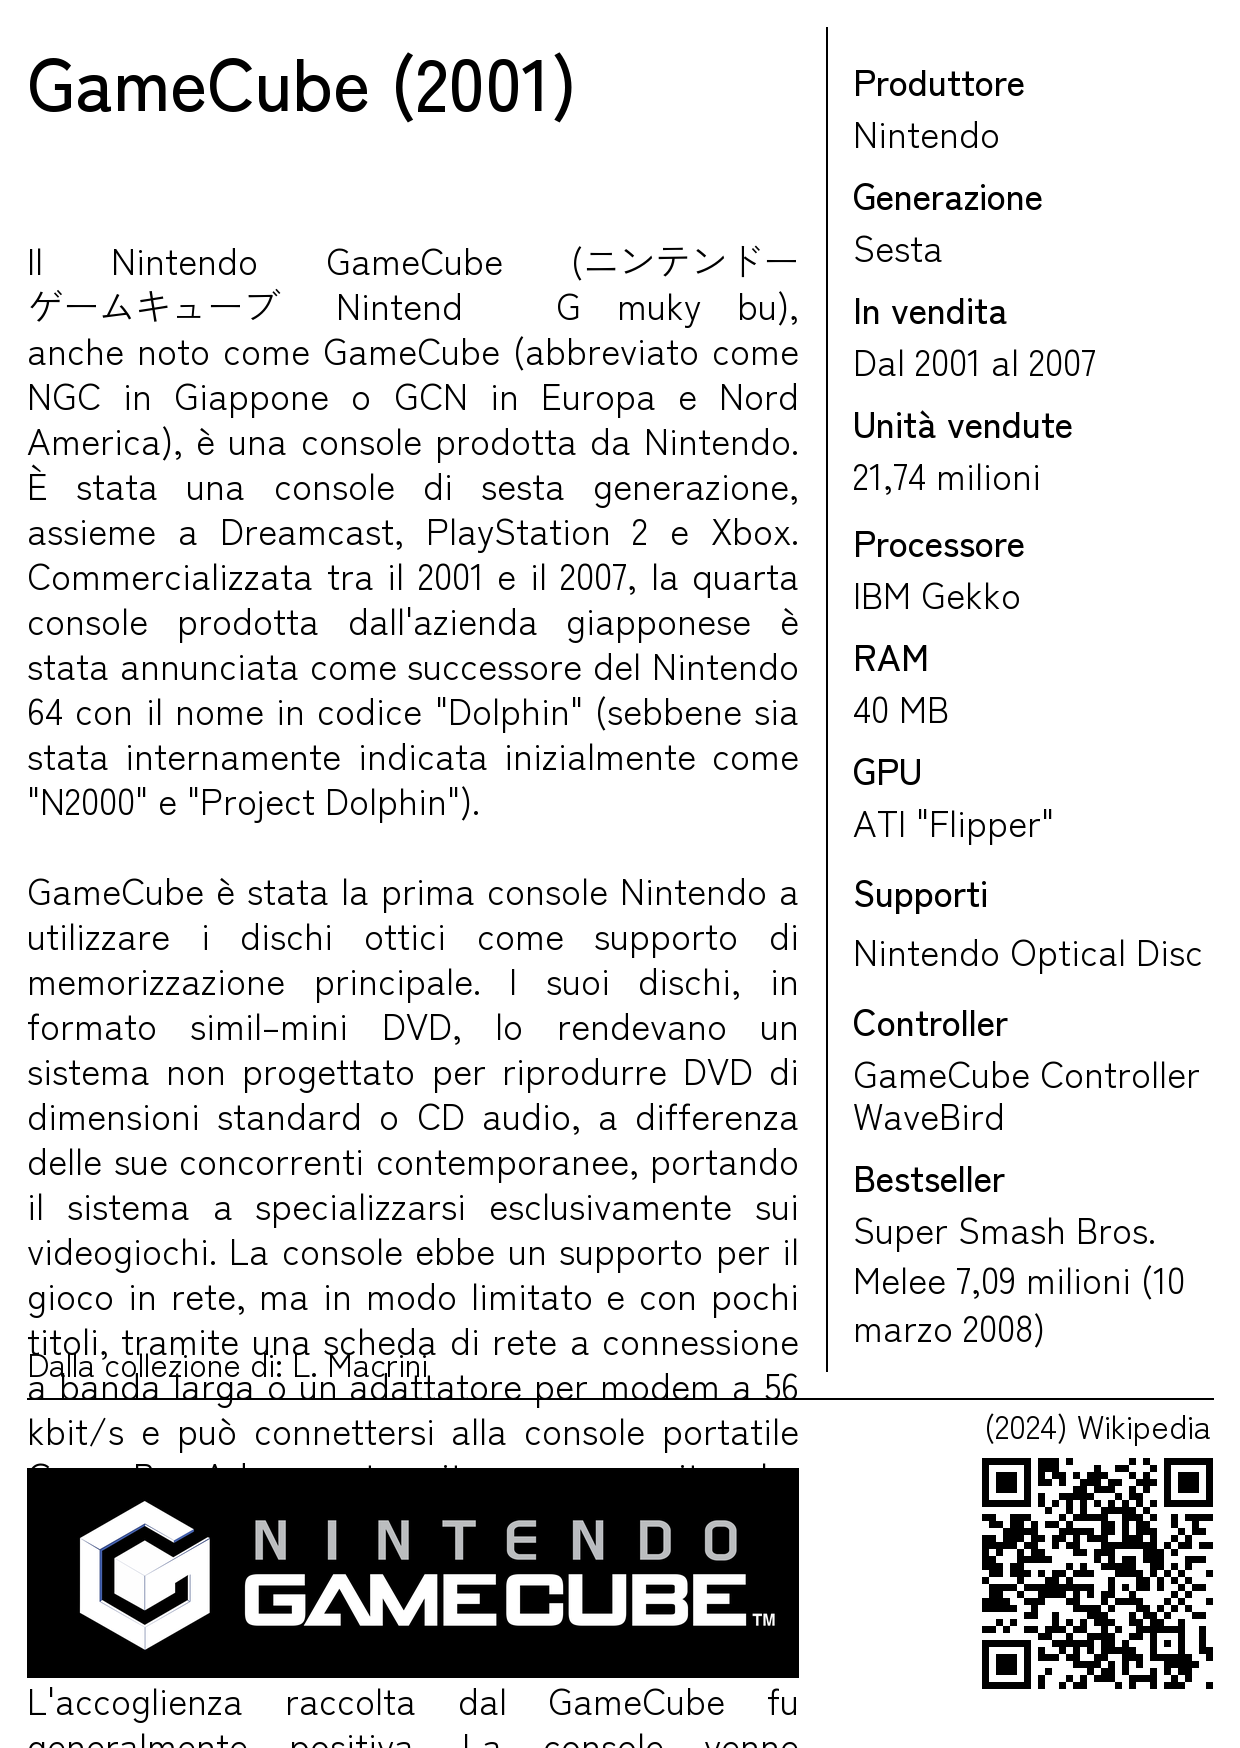 GameCube (2001)
Il Nintendo GameCube (ニンテンドー
ゲームキューブ Nintend G muky bu),
anche noto come GameCube (abbreviato come
NGC in Giappone o GCN in Europa e Nord
America), è una console prodotta da Nintendo.
È stata una console di sesta generazione,
assieme a Dreamcast, PlayStation 2 e Xbox.
Commercializzata tra il 2001 e il 2007, la quarta
console prodotta dall'azienda giapponese è
stata annunciata come successore del Nintendo
64 con il nome in codice "Dolphin" (sebbene sia
stata internamente indicata inizialmente come
"N2000" e "Project Dolphin").
GameCube è stata la prima console Nintendo a
utilizzare i dischi ottici come supporto di
memorizzazione principale. I suoi dischi, in
formato simil-mini DVD, lo rendevano un
sistema non progettato per riprodurre DVD di
dimensioni standard o CD audio, a differenza
delle sue concorrenti contemporanee, portando
il sistema a specializzarsi esclusivamente sui
videogiochi. La console ebbe un supporto per il
gioco in rete, ma in modo limitato e con pochi
titoli, tramite una scheda di rete a connessione
Dalla collezione di: L. Macrini
a banda larga o un adattatore per modem a 56
kbit/s e può connettersi alla console portatile
NINTENDO
GAMECUBE™
L'accoglienza raccolta dal GameCube fu
generalmente positiva. La console venne
Produttore
Nintendo
Generazione
Sesta
In vendita
Dal 2001 al 2007
Unità vendute
21,74 milioni
Processore
IBM Gekko
RAM
40 MB
GPU
ATI "Flipper"
Supporti
Nintendo Optical Disc
Controller
GameCube Controller
WaveBird
Bestseller
Super Smash Bros.
Melee 7,09 milioni (10
marzo 2008)
(2024) Wikipedia